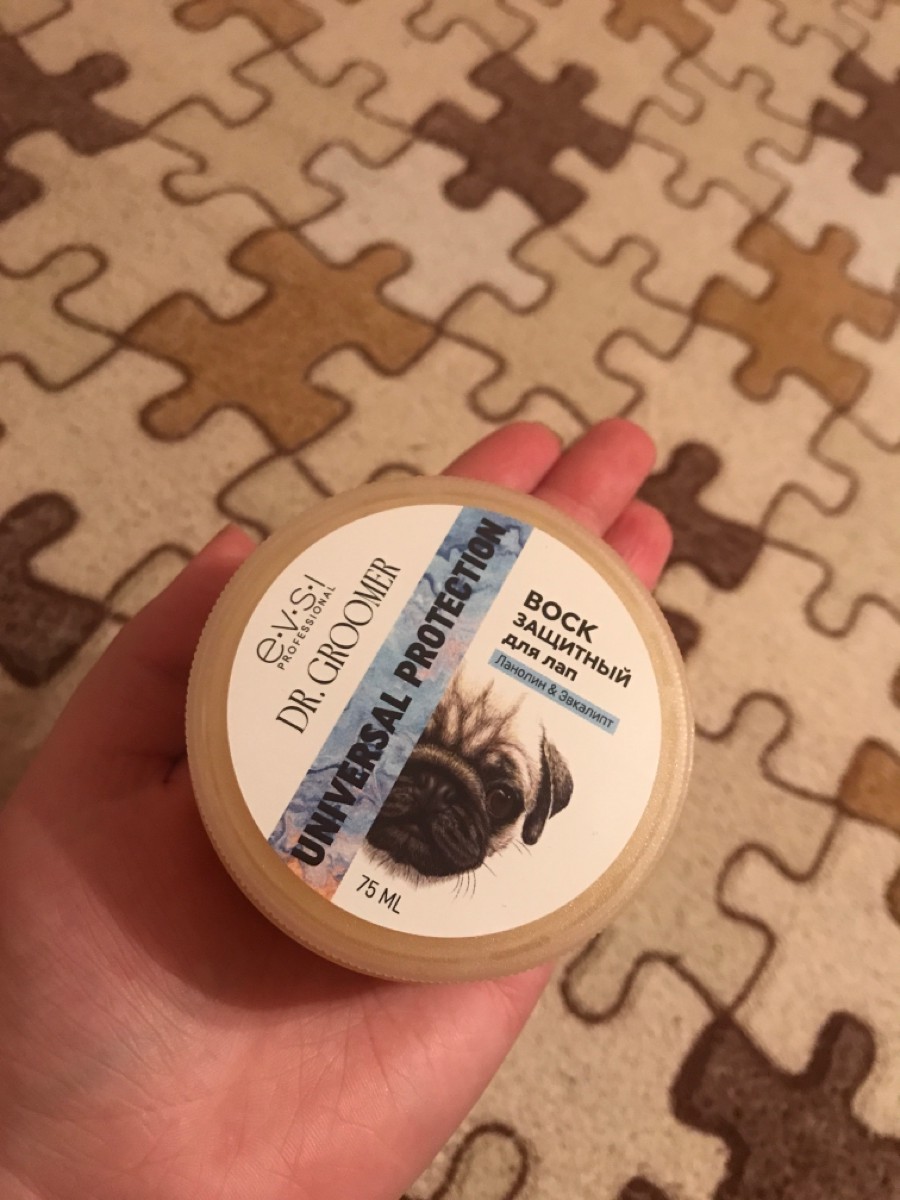 e·v·s·i
PROFESSIONAL
DR. GROOMER
UNIVERSAL PROTECTION
ВОСК
ЗАЩИТНЫЙ
для лап
Ланолин & Эвкалипт
75 ML